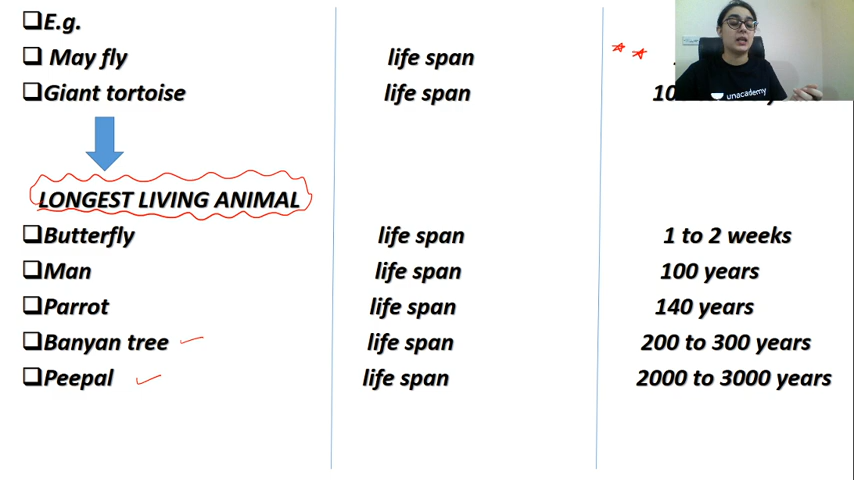 ❑E.g.
❑ May fly life span
❑Giant tortoise life span
LONGEST LIVING ANIMAL
❑Butterfly life span 1 to 2 weeks
❑Man life span 100 years
❑Parrot life span 140 years
❑Banyan tree life span 200 to 300 years
❑Peepal life span 2000 to 3000 years
unacademy